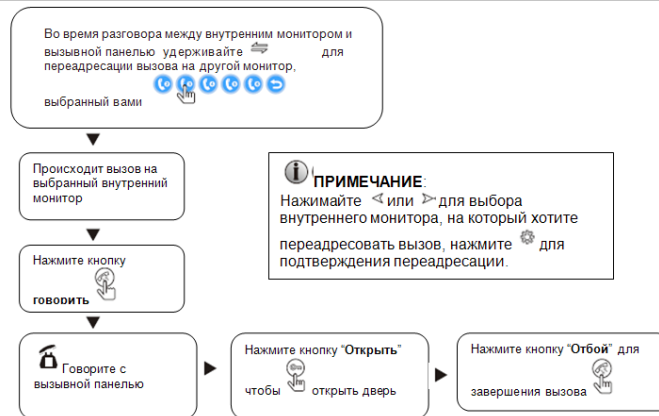 Во время разговора между внутренним монитором и
вызывной панелью удерживайте для
переадресации вызова на другой монитор,
выбранный вами
Происходит вызов на
выбранный внутренний
монитор
ПРИМЕЧАНИЕ:
Нажимайте или для выбора
внутреннего монитора, на который хотите
переадресовать вызов, нажмите для
подтверждения переадресации.
Нажмите кнопку
говорить
Говорите с
вызывной панелью
Нажмите кнопку “Открыть”
чтобы открыть дверь
Нажмите кнопку “Отбой” для
завершения вызова